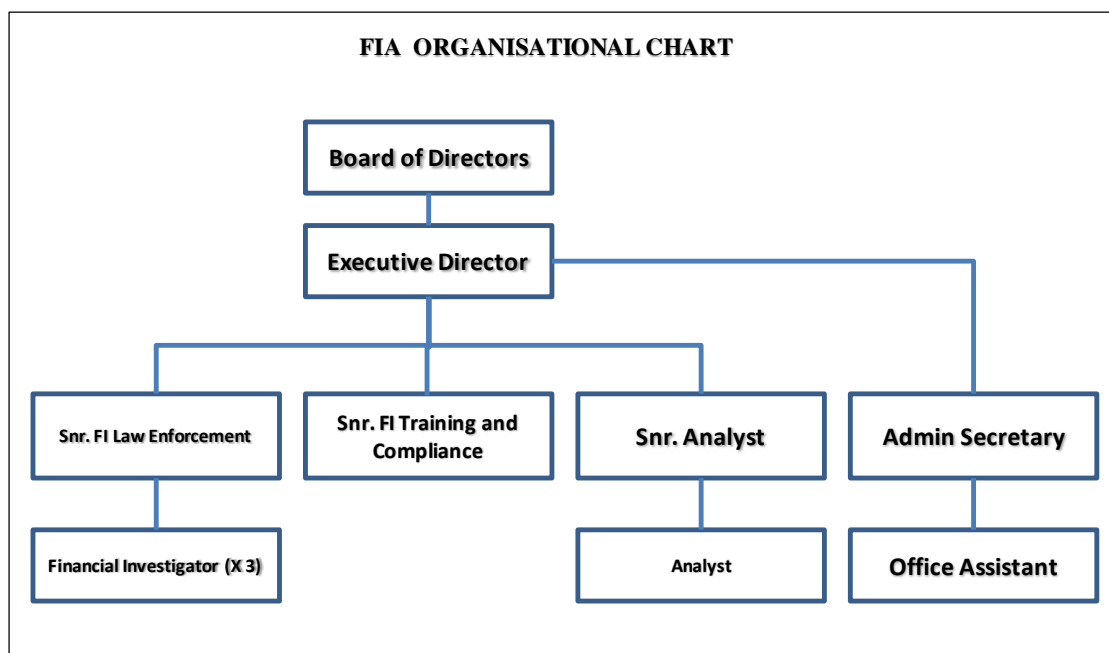 FIA ORGANISATIONAL CHART
Board of Directors
Executive Director
Snr. FI Law Enforcement
Snr. FI Training and
Compliance
Snr. Analyst
Admin Secretary
Financial Investigator (X 3)
Analyst
Office Assistant